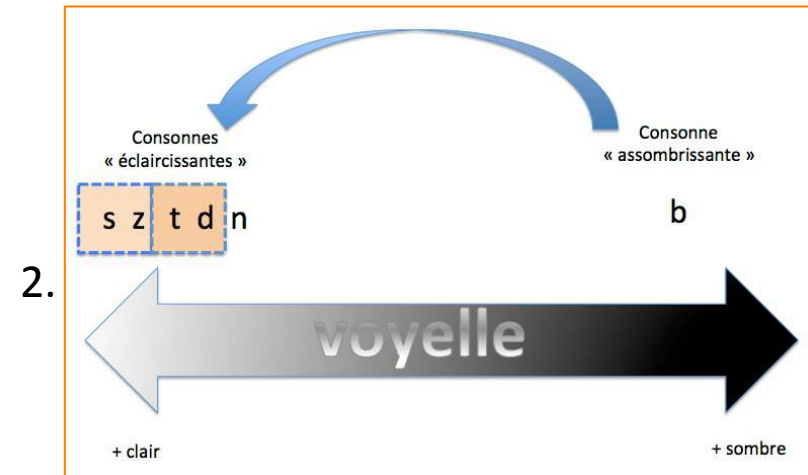 Consonnes
« éclaircissantes »
Consonne
« assombrissante »
s z t d n
b
2.
voyelle
+ clair
+ sombre